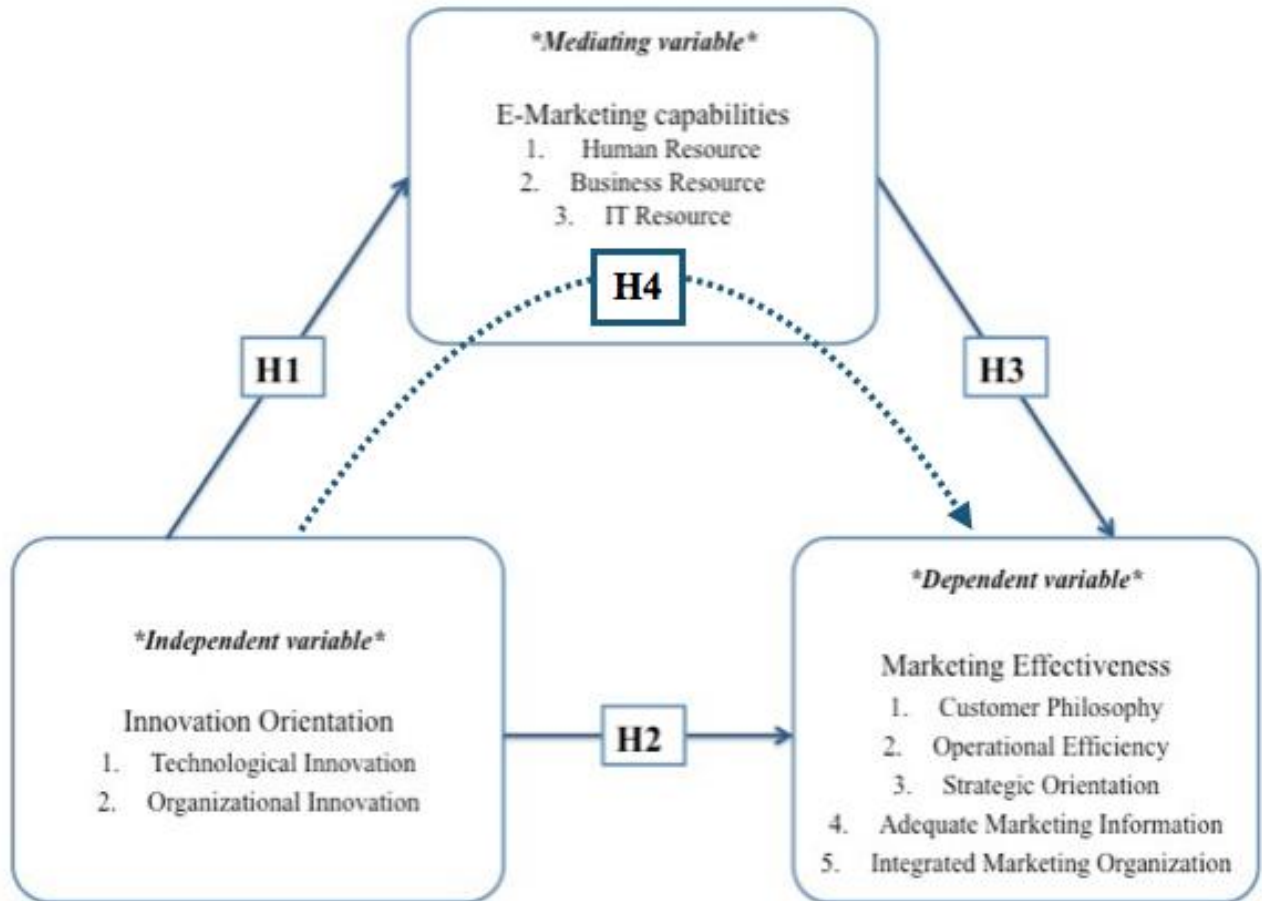 *Mediating variable*
E-Marketing capabilities
1. Human Resource
2. Business Resource
3. IT Resource
H4
H1
H3
*Independent variable*
Innovation Orientation
1. Technological Innovation
2. Organizational Innovation
H2
*Dependent variable*
Marketing Effectiveness
1. Customer Philosophy
2. Operational Efficiency
3. Strategic Orientation
4. Adequate Marketing Information
5. Integrated Marketing Organization